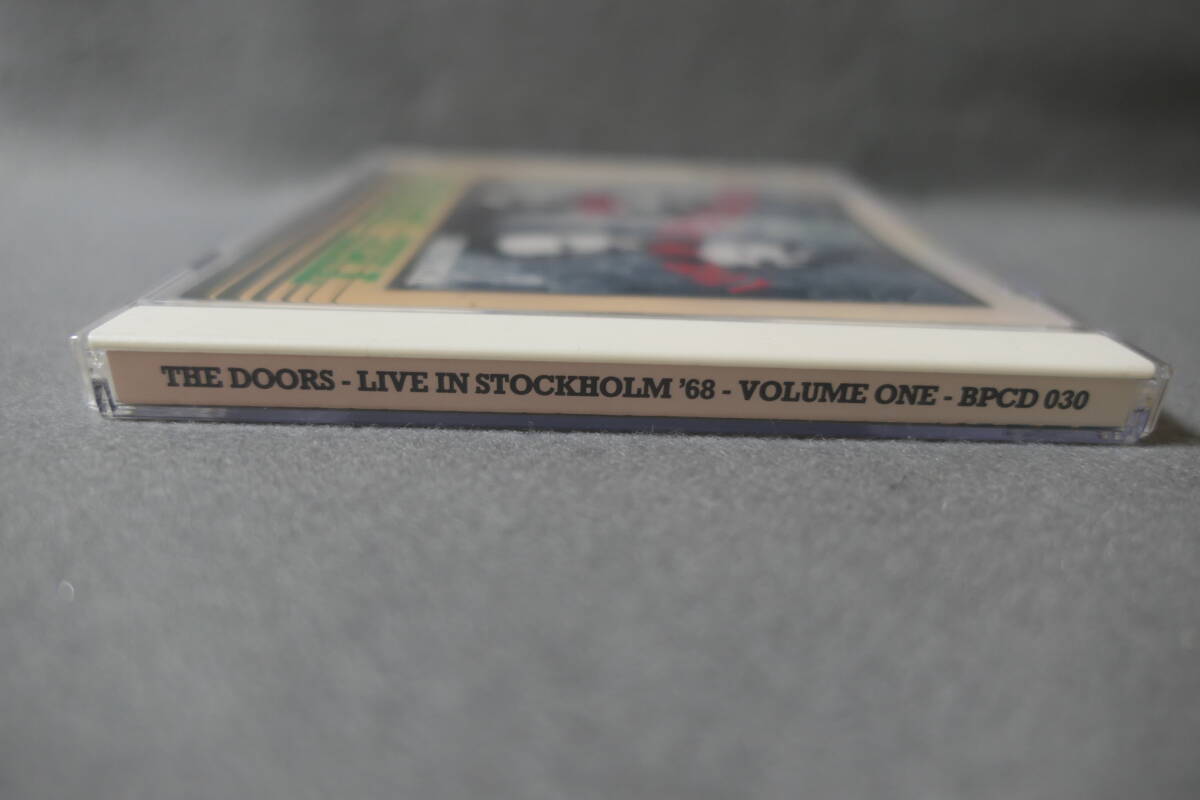 THE DOORS - LIVE IN STOCKHOLM '68 - VOLUME ONE - BPCD 030